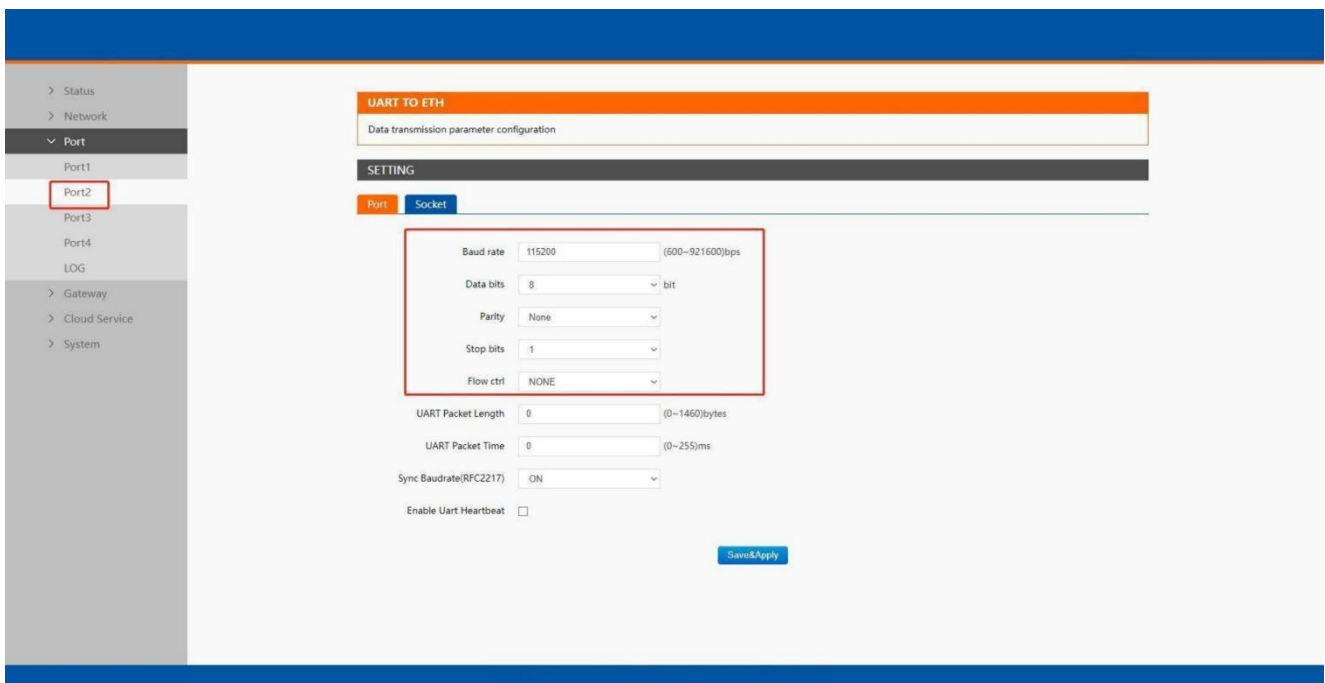 Status
Network
Port
Port1
Port2
Port3
Port4
LOG
Gateway
Cloud Service
System
UART TO ETH
Data transmission parameter configuration
SETTING
Port Socket
Baud rate 115200 (600~921600)bps
Data bits 8 bit
Parity None
Stop bits 1
Flow ctrl NONE
UART Packet Length 0 (0~1460)bytes
UART Packet Time 0 (0~255)ms
Sync Baudrate(RFC2217) ON
Enable Uart Heartbeat
Save&Apply